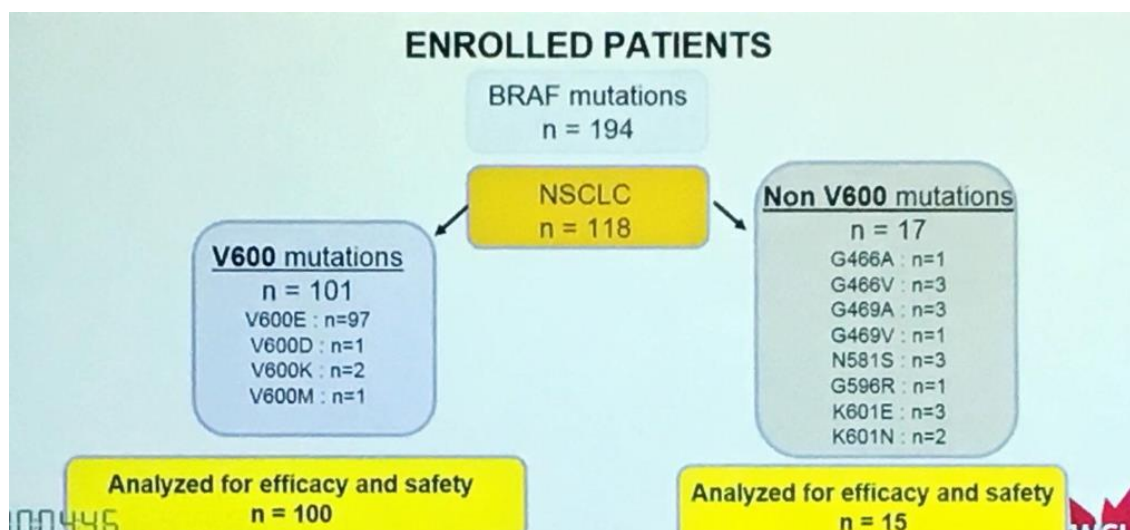 ENROLLED PATIENTS
BRAF mutations
n = 194
NSCLC
n = 118
V600 mutations
n = 101
V600E : n=97
V600D : n=1
V600K : n=2
V600M : n=1
Non V600 mutations
n = 17
G466A : n=1
G466V : n=3
G469A : n=3
G469V : n=1
N581S : n=3
G596R : n=1
K601E : n=3
K601N : n=2
Analyzed for efficacy and safety
n = 100
Analyzed for efficacy and safety
n = 15